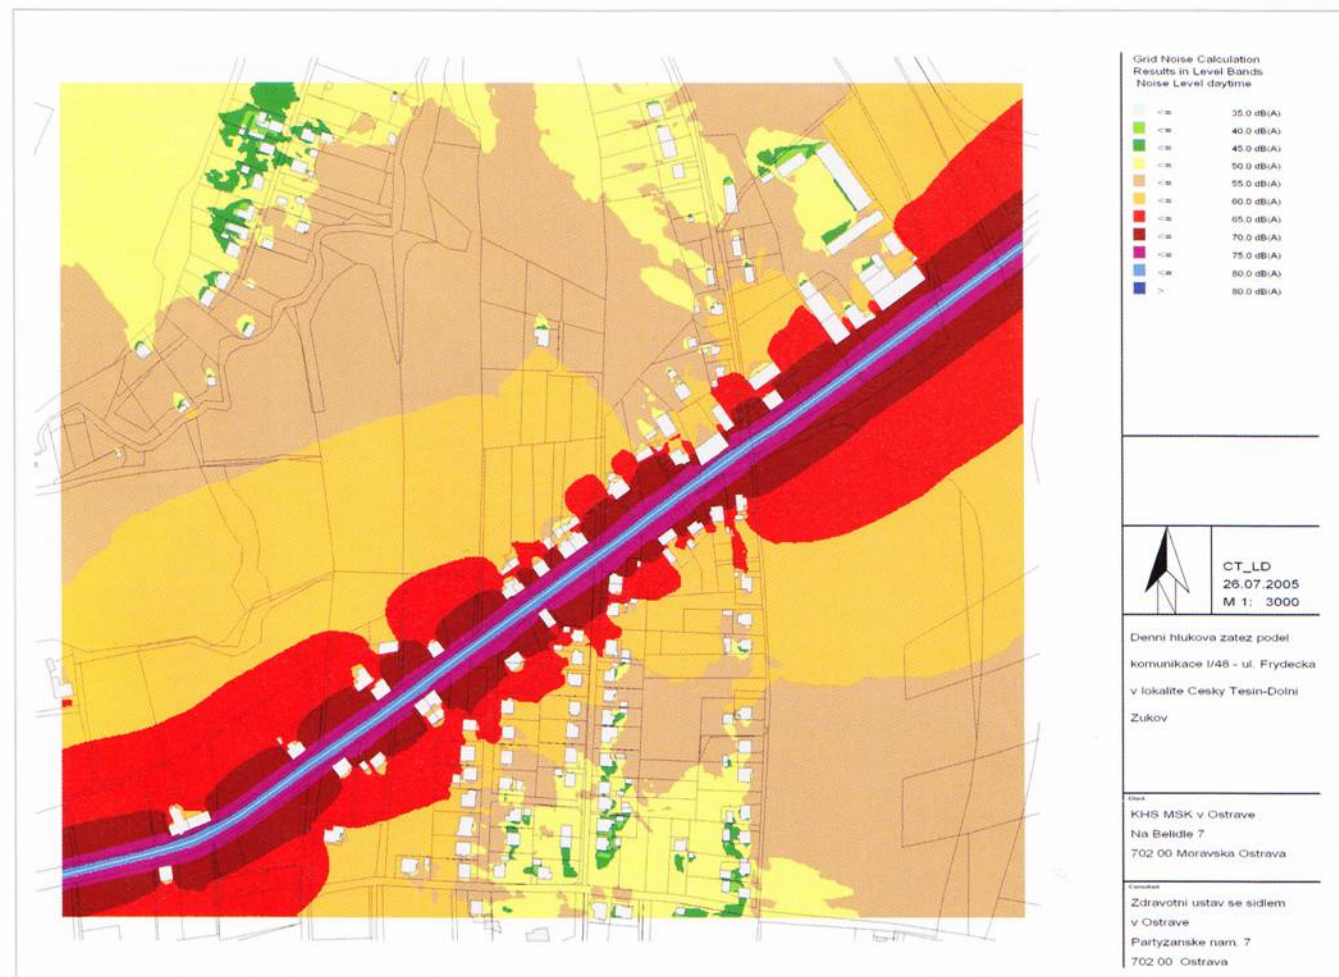 Grid Noise Calculation
Results in Level Bands
Noise Level daytime
<= 35.0 dB(A)
<= 40.0 dB(A)
<= 45.0 dB(A)
<= 50.0 dB(A)
<= 55.0 dB(A)
<= 60.0 dB(A)
<= 65.0 dB(A)
<= 70.0 dB(A)
<= 75.0 dB(A)
<= 80.0 dB(A)
> 80.0 dB(A)
CT_LD
26.07.2005
M 1: 3000
Denni hlukova zatez podel
komunikace I/48 - ul. Frydecka
v lokalite Cesky Tesin-Dolni
Zukov
Client
KHS MSK v Ostrave
Na Belidle 7
702 00 Moravska Ostrava
Consultant
Zdravotni ustav se sidlem
v Ostrave
Partyzanske nam. 7
702 00 Ostrava